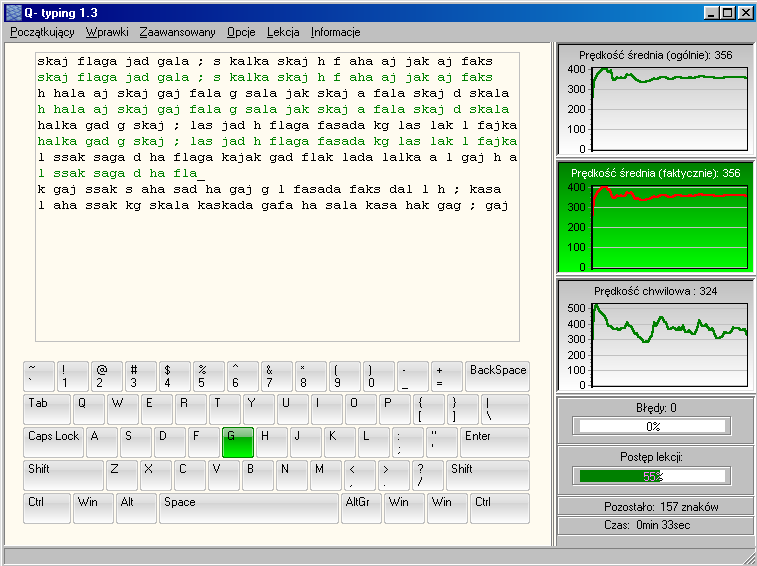 Q- typing 1.3
Początkujący Wprawki Zaawansowany Opcje Lekcja Informacje
skaj flaga jad gala ; s kalka skaj h f aha aj jak aj faks
skaj flaga jad gala ; s kalka skaj h f aha aj jak aj faks
h hala aj skaj gaj fala g sala jak skaj a fala skaj d skala
h hala aj skaj gaj fala g sala jak skaj a fala skaj d skala
halka gad g skaj ; las jad h flaga fasada kg las lak l fajka
halka gad g skaj ; las jad h flaga fasada kg las lak l fajka
l ssak saga d ha flaga kajak gad flak lada lalka a l gaj h a
l ssak saga d ha fla_
k gaj ssak s aha sad ha gaj g l fasada faks dal l h ; kasa
l aha ssak kg skala kaskada gafa ha sala kasa hak gag ; gaj
~ ! @ # $ % ^ & * ( ) - + BackSpace
` 1 2 3 4 5 6 7 8 9 0 _ =
Tab Q W E R T Y U I O P { } |
[ ] \
Caps Lock A S D F G H J K L : " Enter
; '
Shift Z X C V B N M < > ? Shift
, . /
Ctrl Win Alt Space AltGr Win Win Ctrl
Prędkość średnia (ogólnie): 356
400
300
200
100
0
Prędkość średnia (faktycznie): 356
400
300
200
100
0
Prędkość chwilowa : 324
500
400
300
200
100
0
Błędy: 0
0%
Postęp lekcji:
55%
Pozostało: 157 znaków
Czas: 0min 33sec